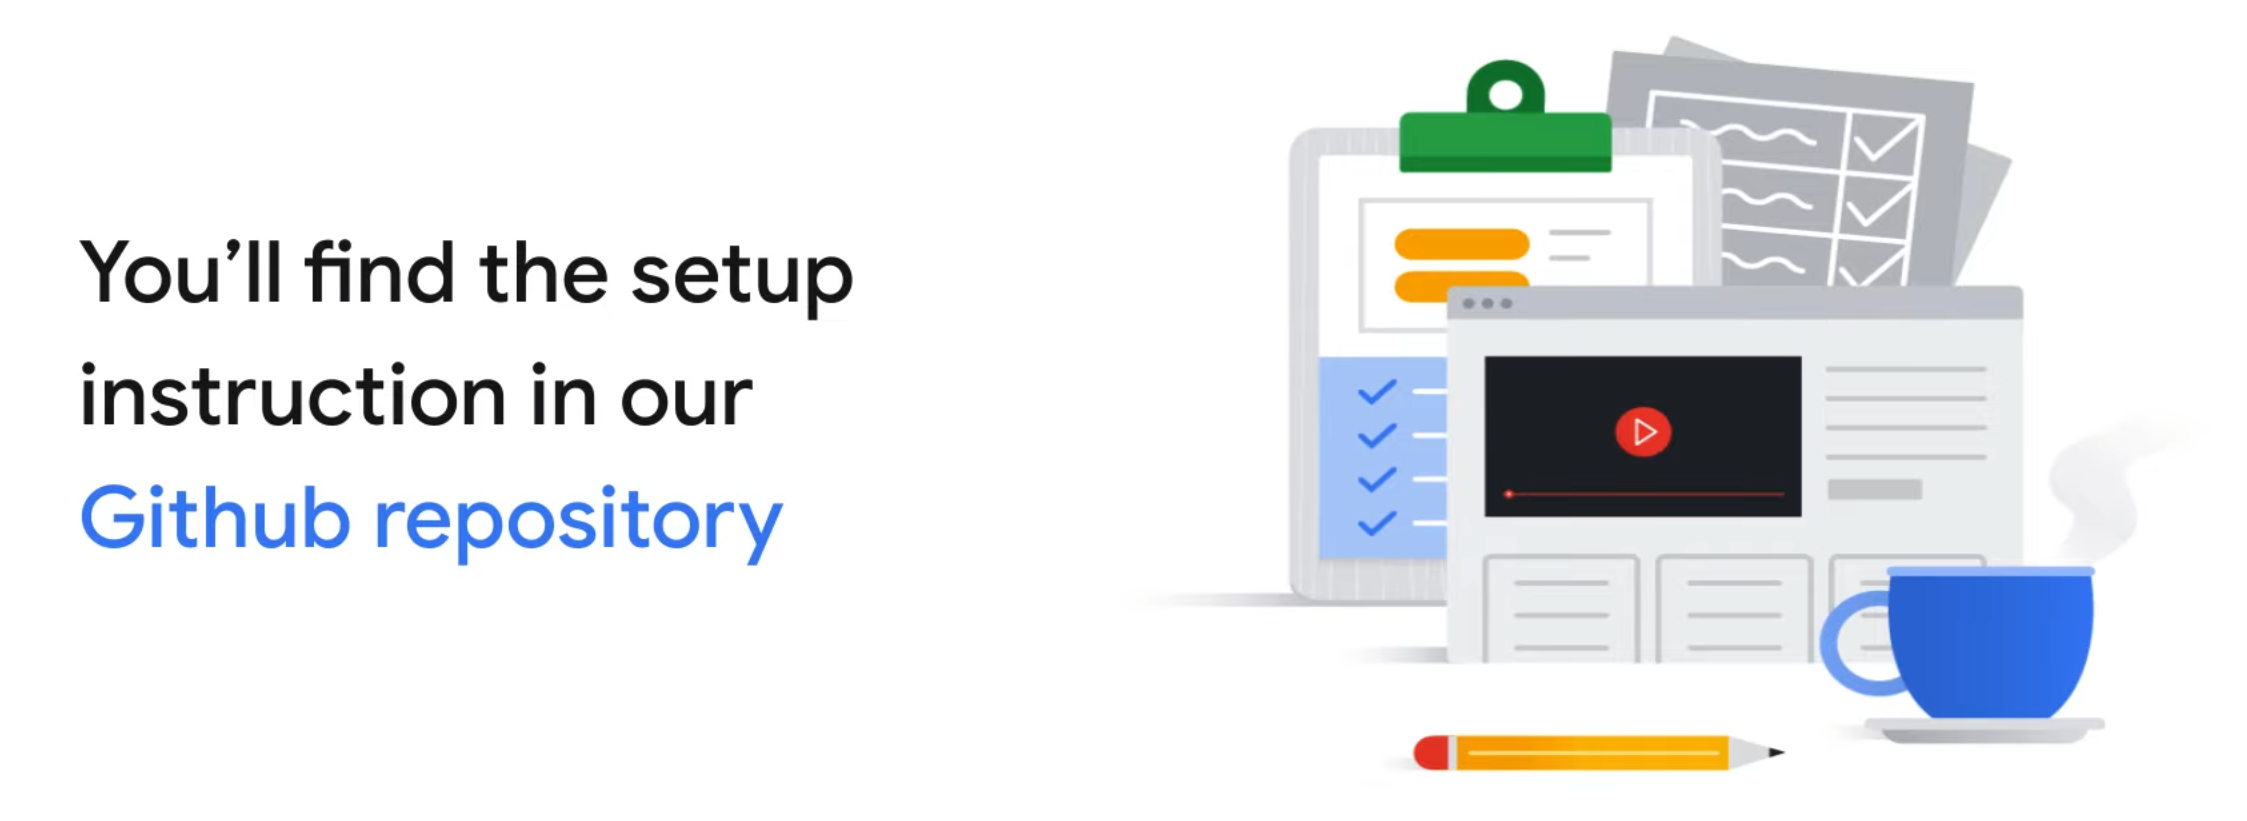 You’ll find the setup
instruction in our
Github repository